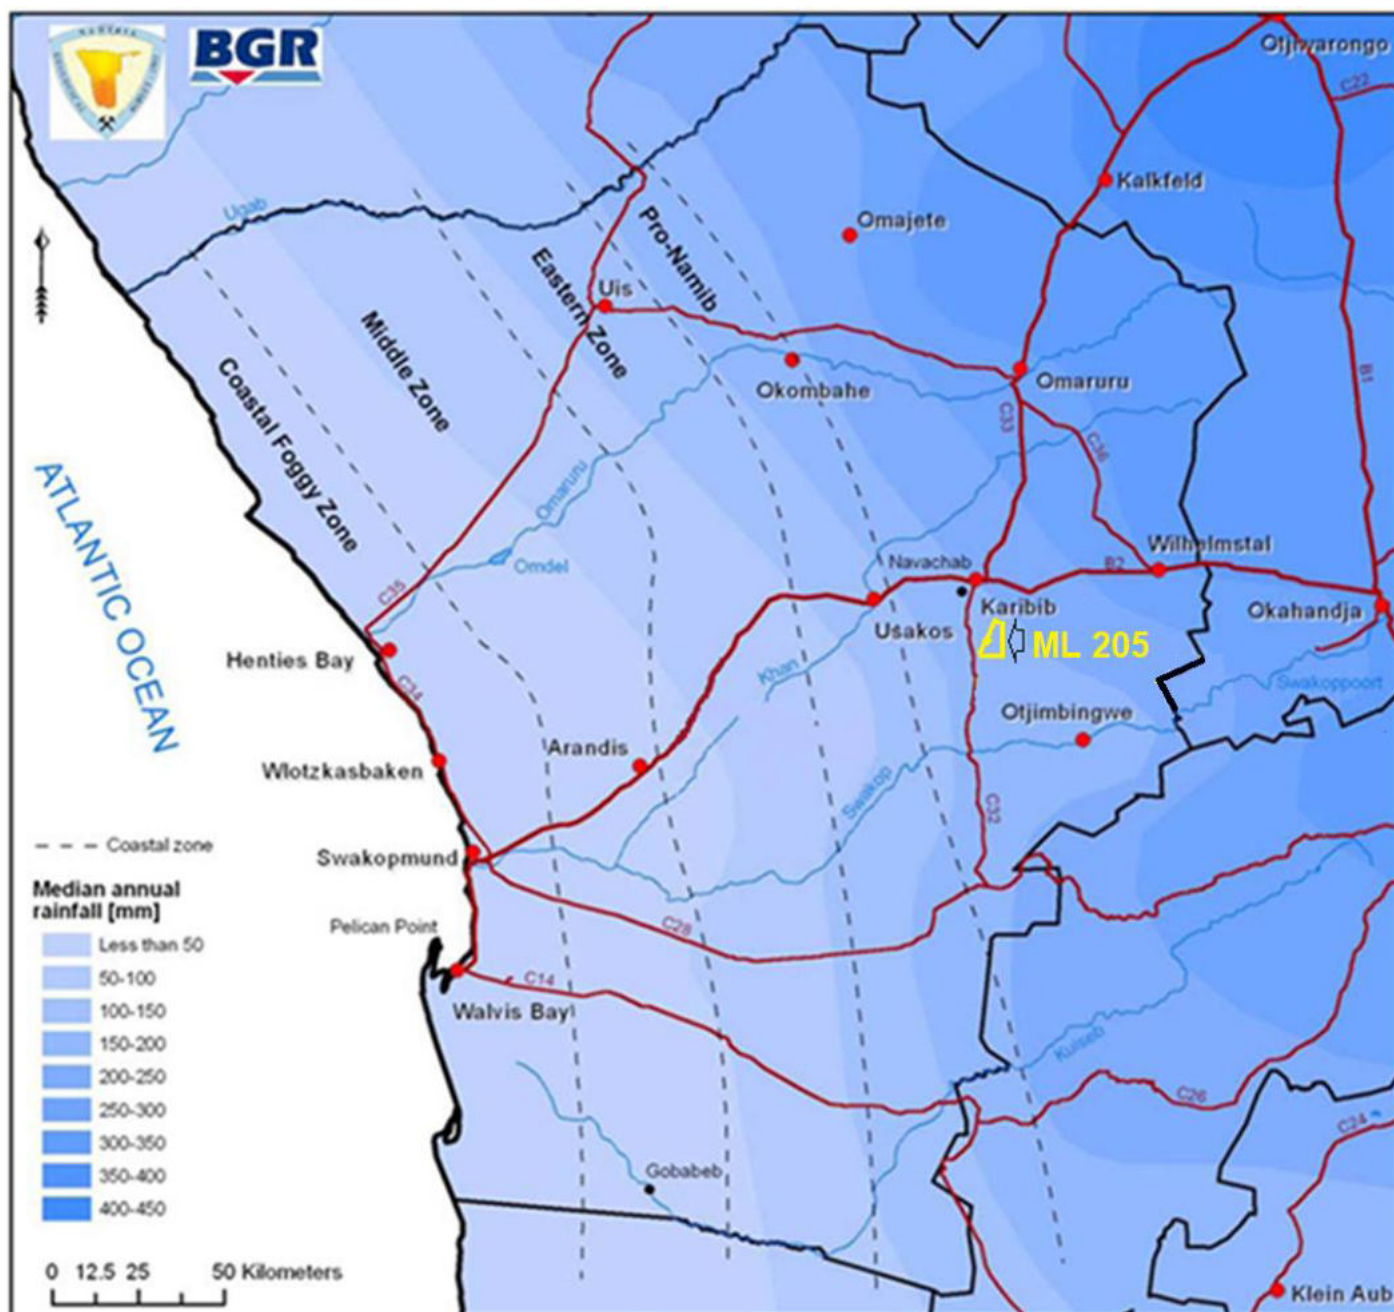 BGR
Otjiwarongo
C22
Kalkfeld
Omajete
Ugab
Pro-Namib
Eastern Zone
Uis
Middle Zone
Coastal Foggy Zone
Okombahe
Omaruru
B1
C33
C36
ATLANTIC OCEAN
Omaruru
Omdel
Navachab
Wilhelmstal
B2
C35
Karibib
Okahandja
Usakos
ML 205
Henties Bay
Khan
C34
Swakoppoort
Otjimbingwe
Arandis
Wlotzkasbaken
Swakop
C32
Coastal zone
Swakopmund
Median annual
rainfall [mm]
Pelican Point
C28
Less than 50
50-100
C14
100-150
Walvis Bay
150-200
Kuiseb
200-250
C26
250-300
C24
300-350
350-400
Gobabeb
400-450
0 12.5 25 50 Kilometers
Klein Aub